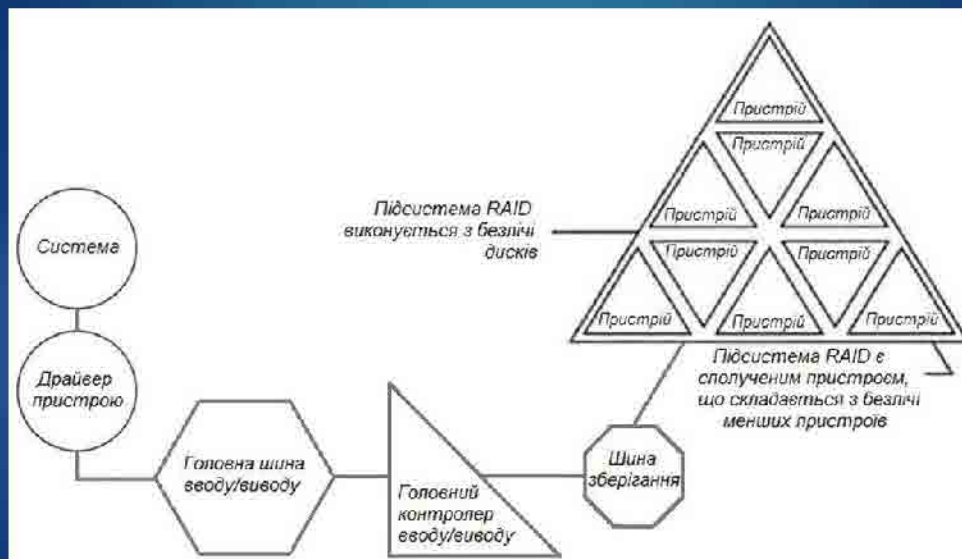 Пристрій
Пристрій
Підсистема RAID
виконується з безлічі
дисків
Пристрій
Пристрій
Пристрій
Пристрій
Пристрій
Пристрій
Пристрій
Підсистема RAID є
сполученим пристроєм,
що складається з безлічі
менших пристроїв
Система
Драйвер
пристрою
Головна шина
вводу/виводу
Головний
контролер
вводу/виводу
Шина
зберігання